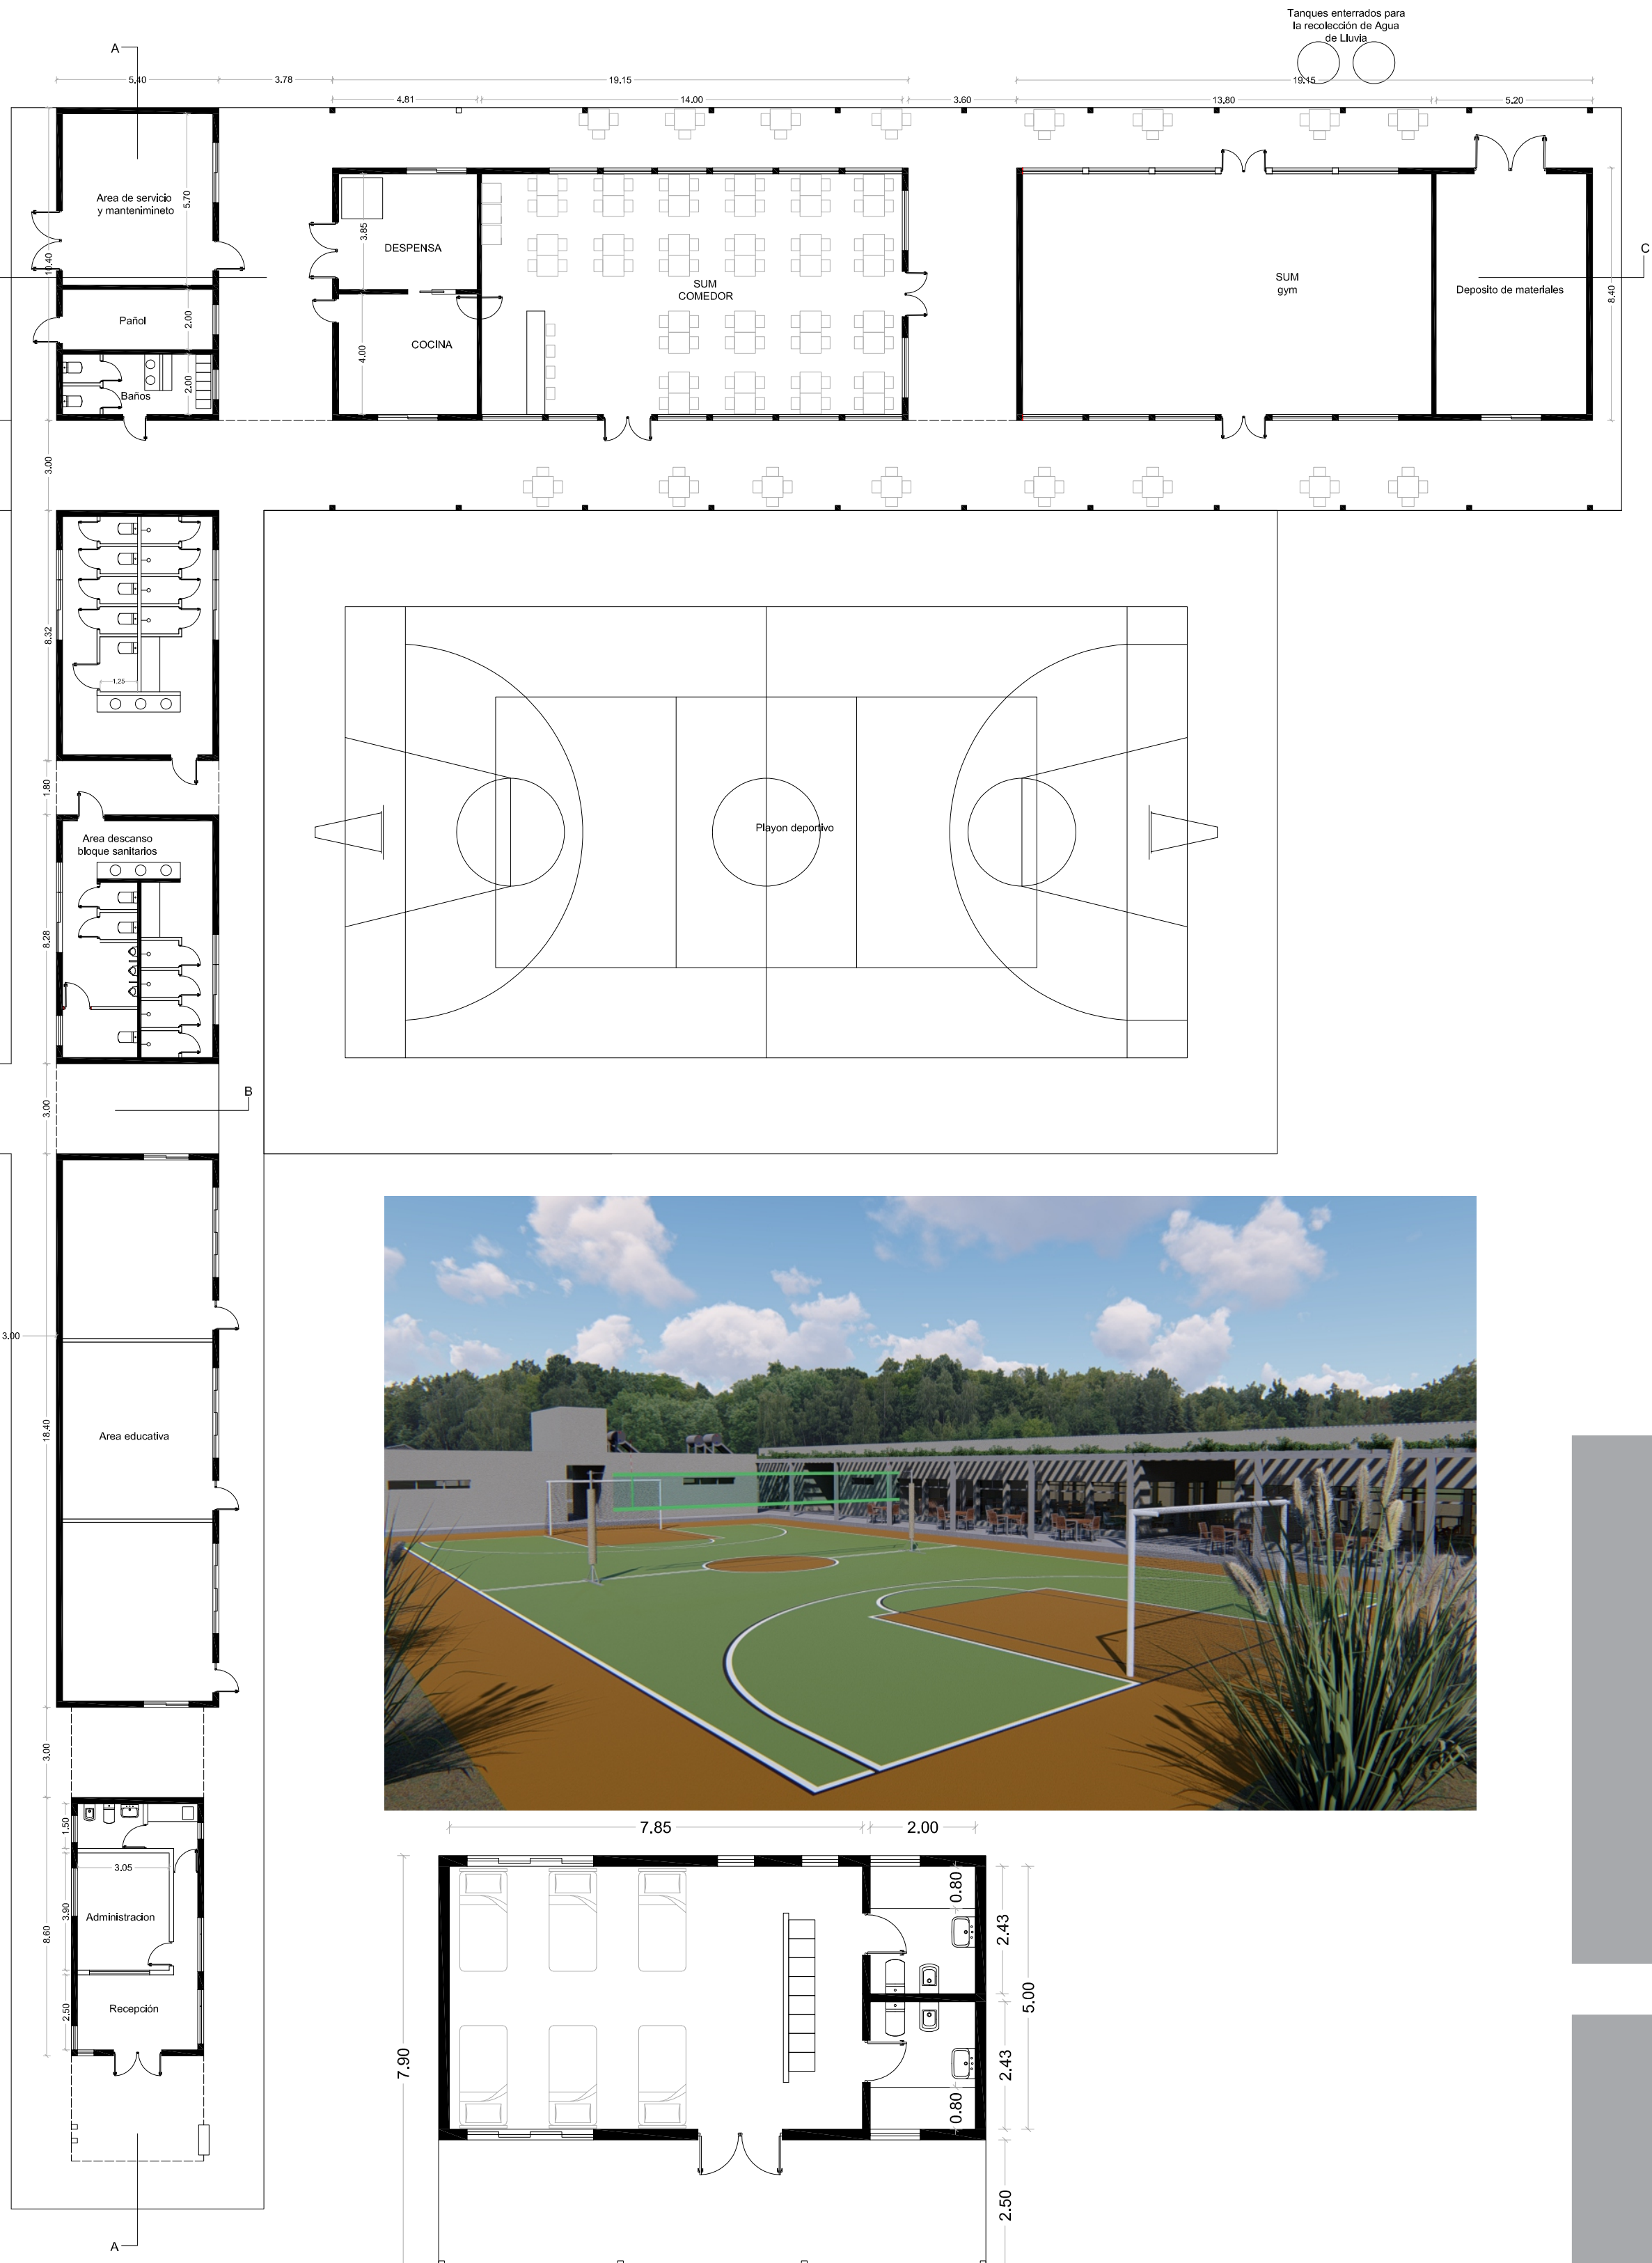 Tanques enterrados para
la recolección de Agua
de Lluvia
A
5.40
3.78
19.15
19.15
4.81
14.00
3.60
13.80
5.20
Area de servicio
y mantenimineto
5.70
10.40
3.85
DESPENSA
SUM
COMEDOR
SUM
gym
Deposito de materiales
C
8.40
Pañol
2.00
COCINA
4.00
Baños
2.00
3.00
8.32
1.25
1.80
Area descanso
bloque sanitarios
Playon deportivo
8.28
B
3.00
3.00
Area educativa
18.40
3.00
1.50
3.05
Administracion
3.90
8.60
Recepción
2.50
A
7.85
2.00
0.80
2.43
5.00
7.90
2.43
0.80
2.50